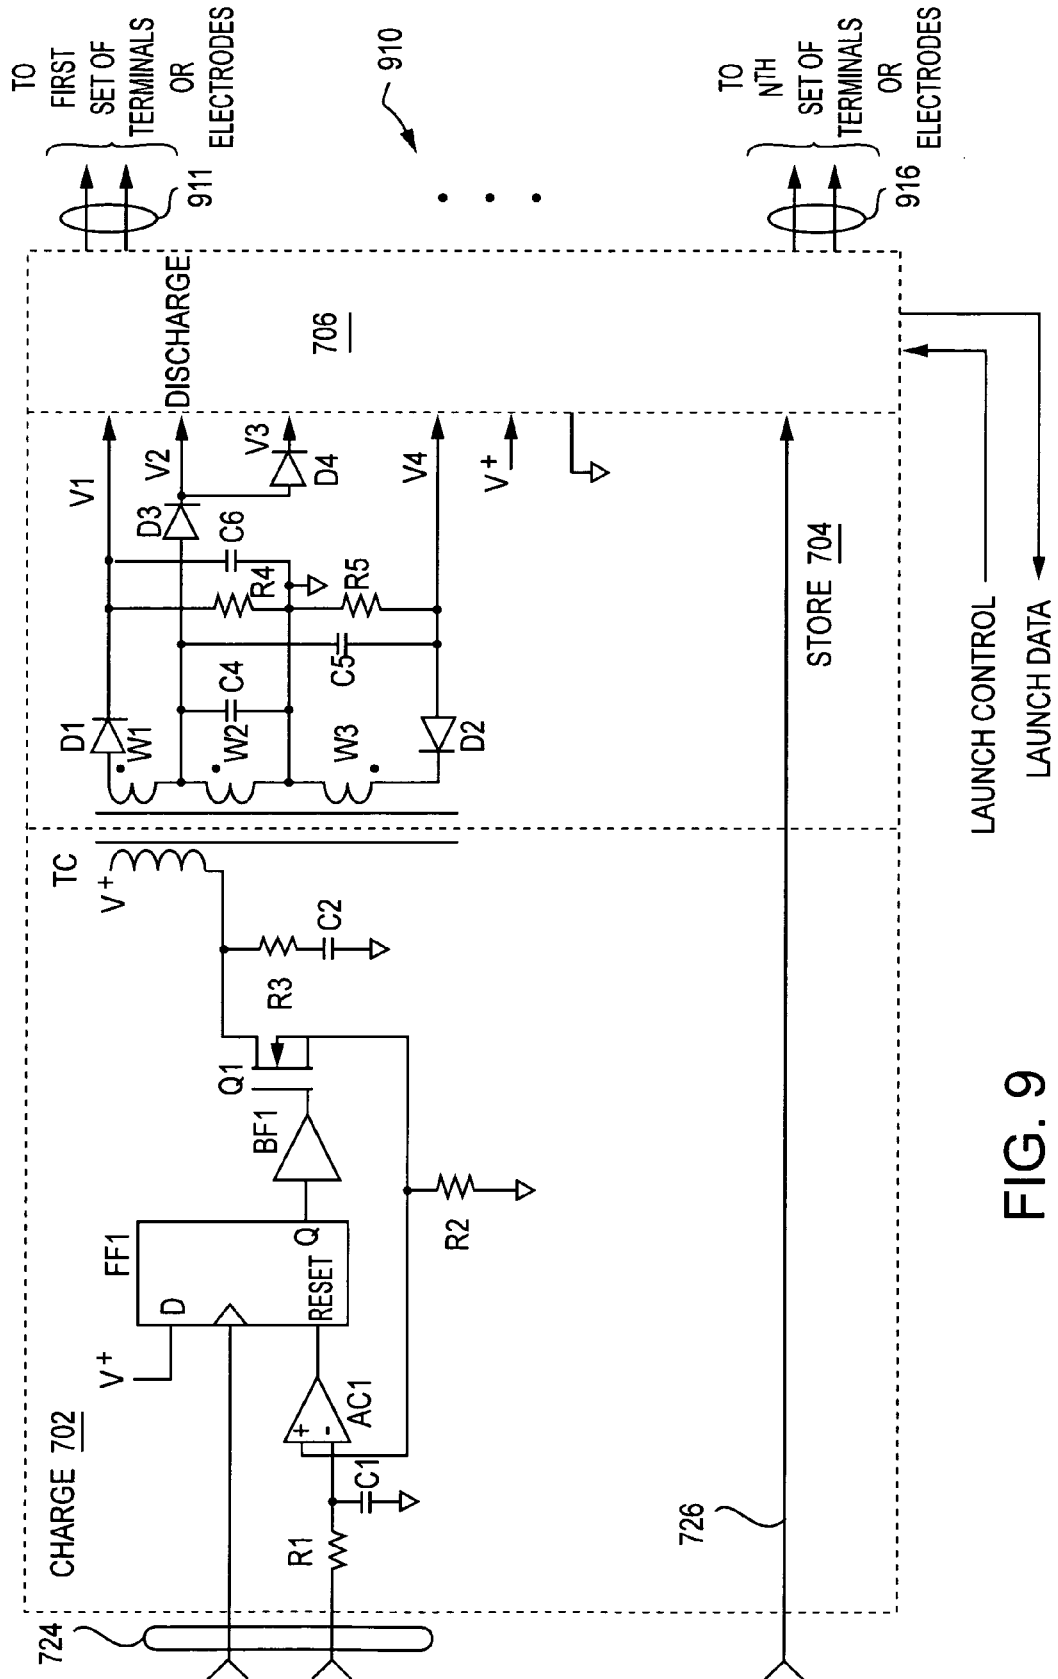 724
CHARGE 702
V+
D
FF1
Q
RESET
AC1
+
-
R1
C1
BF1
Q1
R2
R3
C2
V+
TC
D1
W1
W2
W3
D2
C4
C5
R4
R5
C6
D3
D4
V1
V2
V3
V4
V+
STORE 704
DISCHARGE
706
726
911
TO
FIRST
SET OF
TERMINALS
OR
ELECTRODES
910
916
TO
NTH
SET OF
TERMINALS
OR
ELECTRODES
LAUNCH CONTROL
LAUNCH DATA
FIG. 9